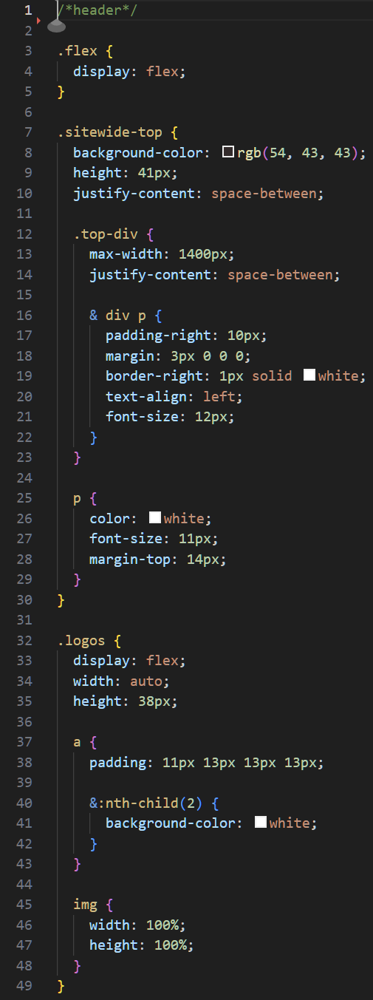 1 /*header*/
2
3 .flex {
4   display: flex;
5 }
6
7 .sitewide-top {
8   background-color: rgb(54, 43, 43);
9   height: 41px;
10   justify-content: space-between;
11
12   .top-div {
13     max-width: 1400px;
14     justify-content: space-between;
15
16     & div p {
17       padding-right: 10px;
18       margin: 3px 0 0 0;
19       border-right: 1px solid white;
20       text-align: left;
21       font-size: 12px;
22     }
23   }
24
25   p {
26     color: white;
27     font-size: 11px;
28     margin-top: 14px;
29   }
30 }
31
32 .logos {
33   display: flex;
34   width: auto;
35   height: 38px;
36
37   a {
38     padding: 11px 13px 13px 13px;
39
40     &:nth-child(2) {
41       background-color: white;
42     }
43   }
44
45   img {
46     width: 100%;
47     height: 100%;
48   }
49 }